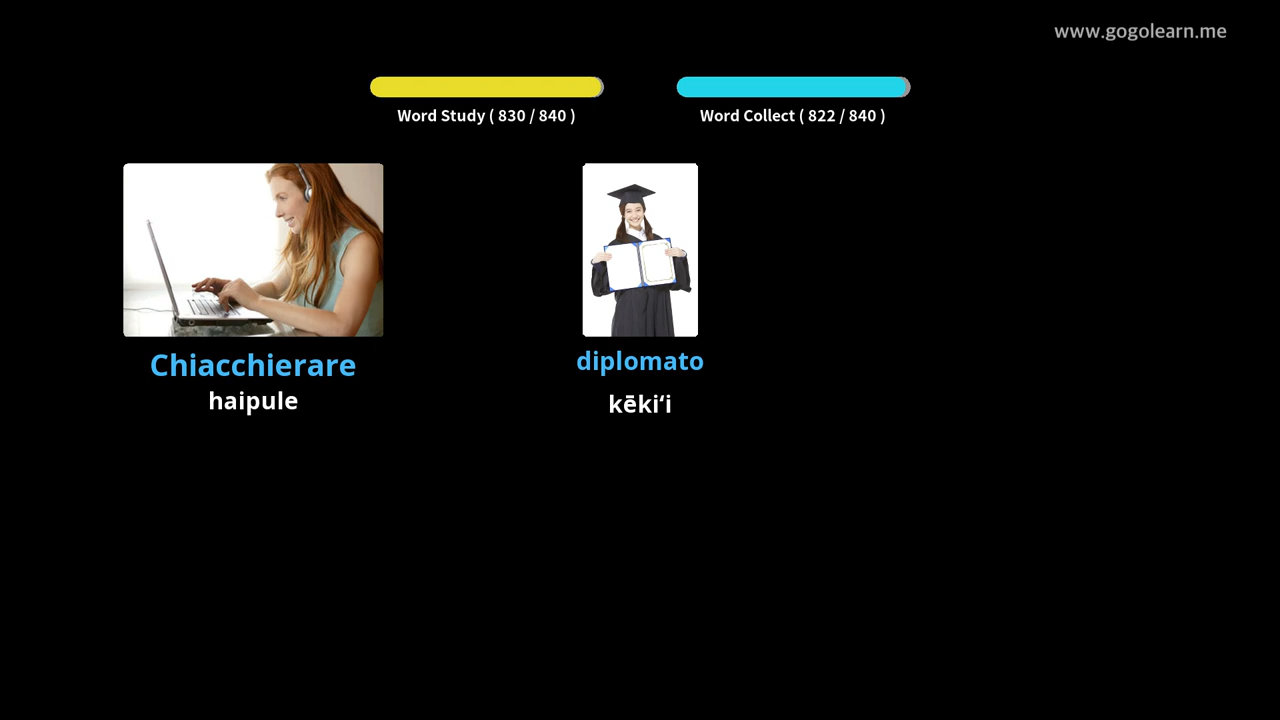 www.gogolearn.me
Word Study ( 830 / 840 )
Word Collect ( 822 / 840 )
Chiacchierare
haipule
diplomato
kēkiʻi